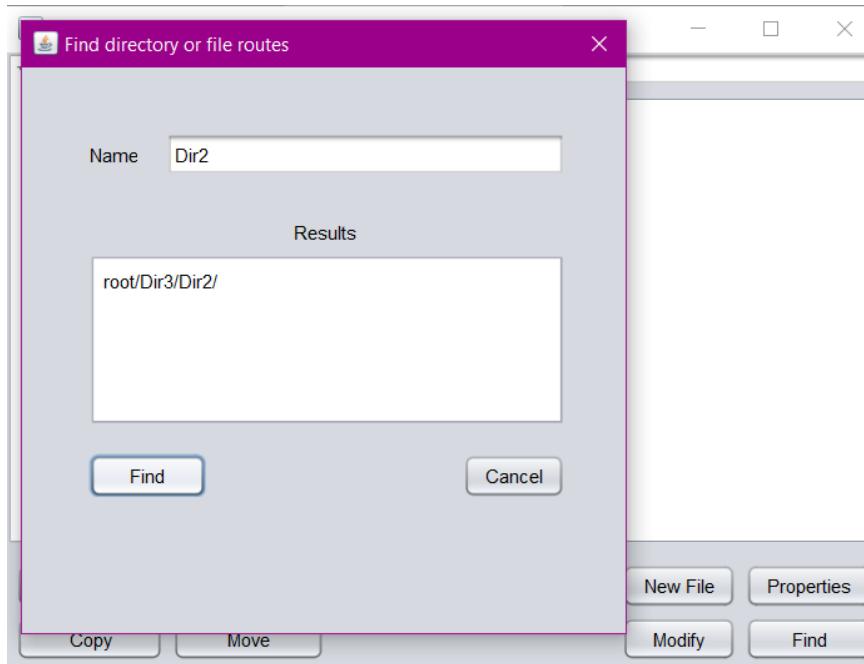 Find directory or file routes
Name Dir2
Results
root/Dir3/Dir2/
Find Cancel
New File Properties
Copy Move Modify Find